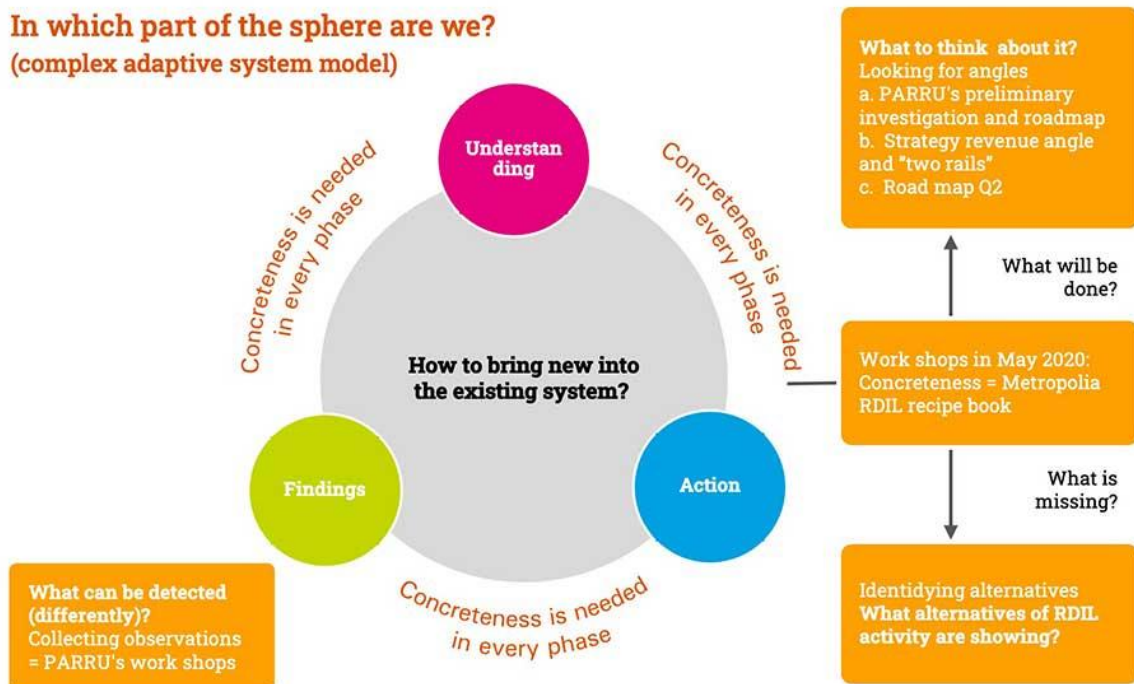 In which part of the sphere are we?
(complex adaptive system model)
Understan
ding
Concreteness is needed
in every phase
Concreteness is needed
in every phase
How to bring new into
the existing system?
Findings
Action
Concreteness is needed
in every phase
What can be detected
(differently)?
Collecting observations
= PARRU's work shops
What to think about it?
Looking for angles
a. PARRU's preliminary
investigation and roadmap
b. Strategy revenue angle
and "two rails"
c. Road map Q2
What will be
done?
Work shops in May 2020:
Concreteness = Metropolia
RDIL recipe book
What is
missing?
Identidying alternatives
What alternatives of RDIL
activity are showing?